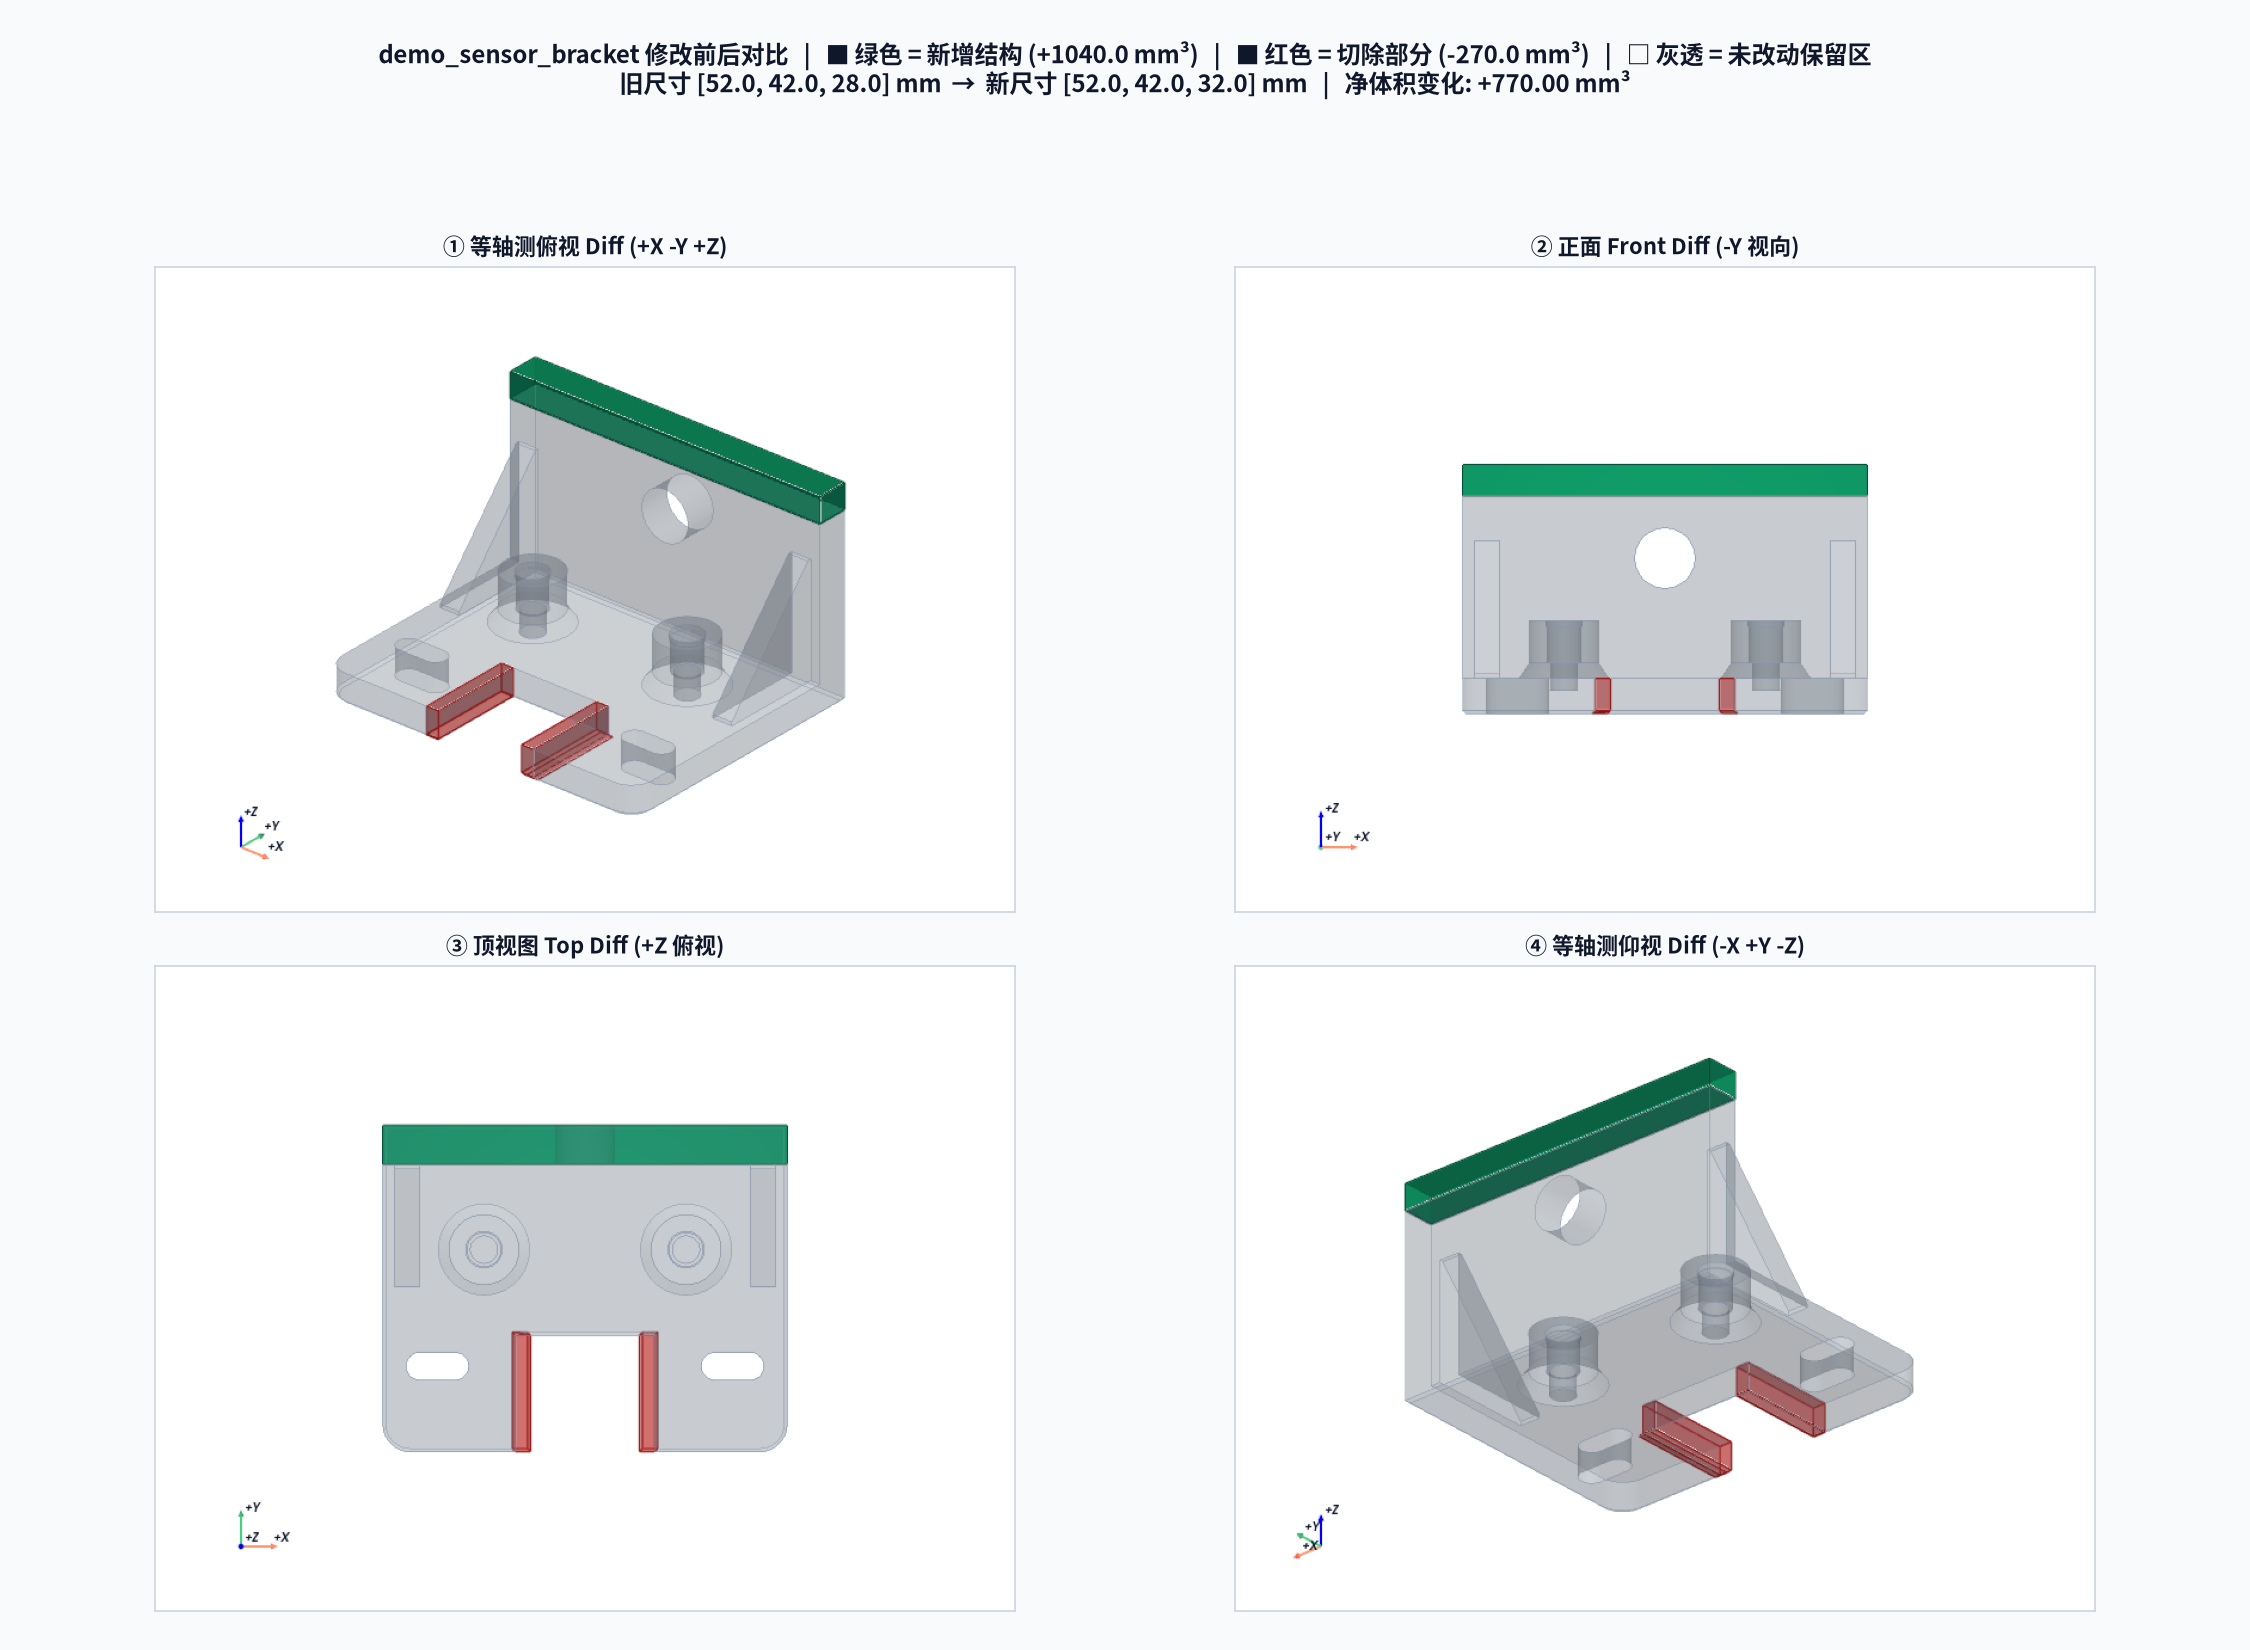 demo_sensor_bracket 修改前后对比 | ■ 绿色 = 新增结构 (+1040.0 mm³) | ■ 红色 = 切除部分 (-270.0 mm³) | □ 灰透 = 未改动保留区
旧尺寸 [52.0, 42.0, 28.0] mm → 新尺寸 [52.0, 42.0, 32.0] mm | 净体积变化: +770.00 mm³
① 等轴测俯视 Diff (+X -Y +Z)
② 正面 Front Diff (-Y 视向)
+Z
+Y
+X
+Z
+Y +X
③ 顶视图 Top Diff (+Z 俯视)
④ 等轴测仰视 Diff (-X +Y -Z)
+Y
+Z +X
+Z
+Y
+X